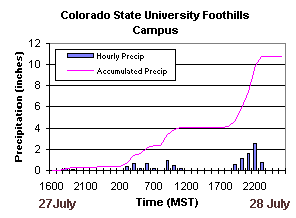 Colorado State University Foothills
Campus
Precipitation (inches)
12
10
8
6
4
2
0
Hourly Precip
Accumulated Precip
1600 2100 200 700 1200 1700 2200
27July Time (MST) 28 July